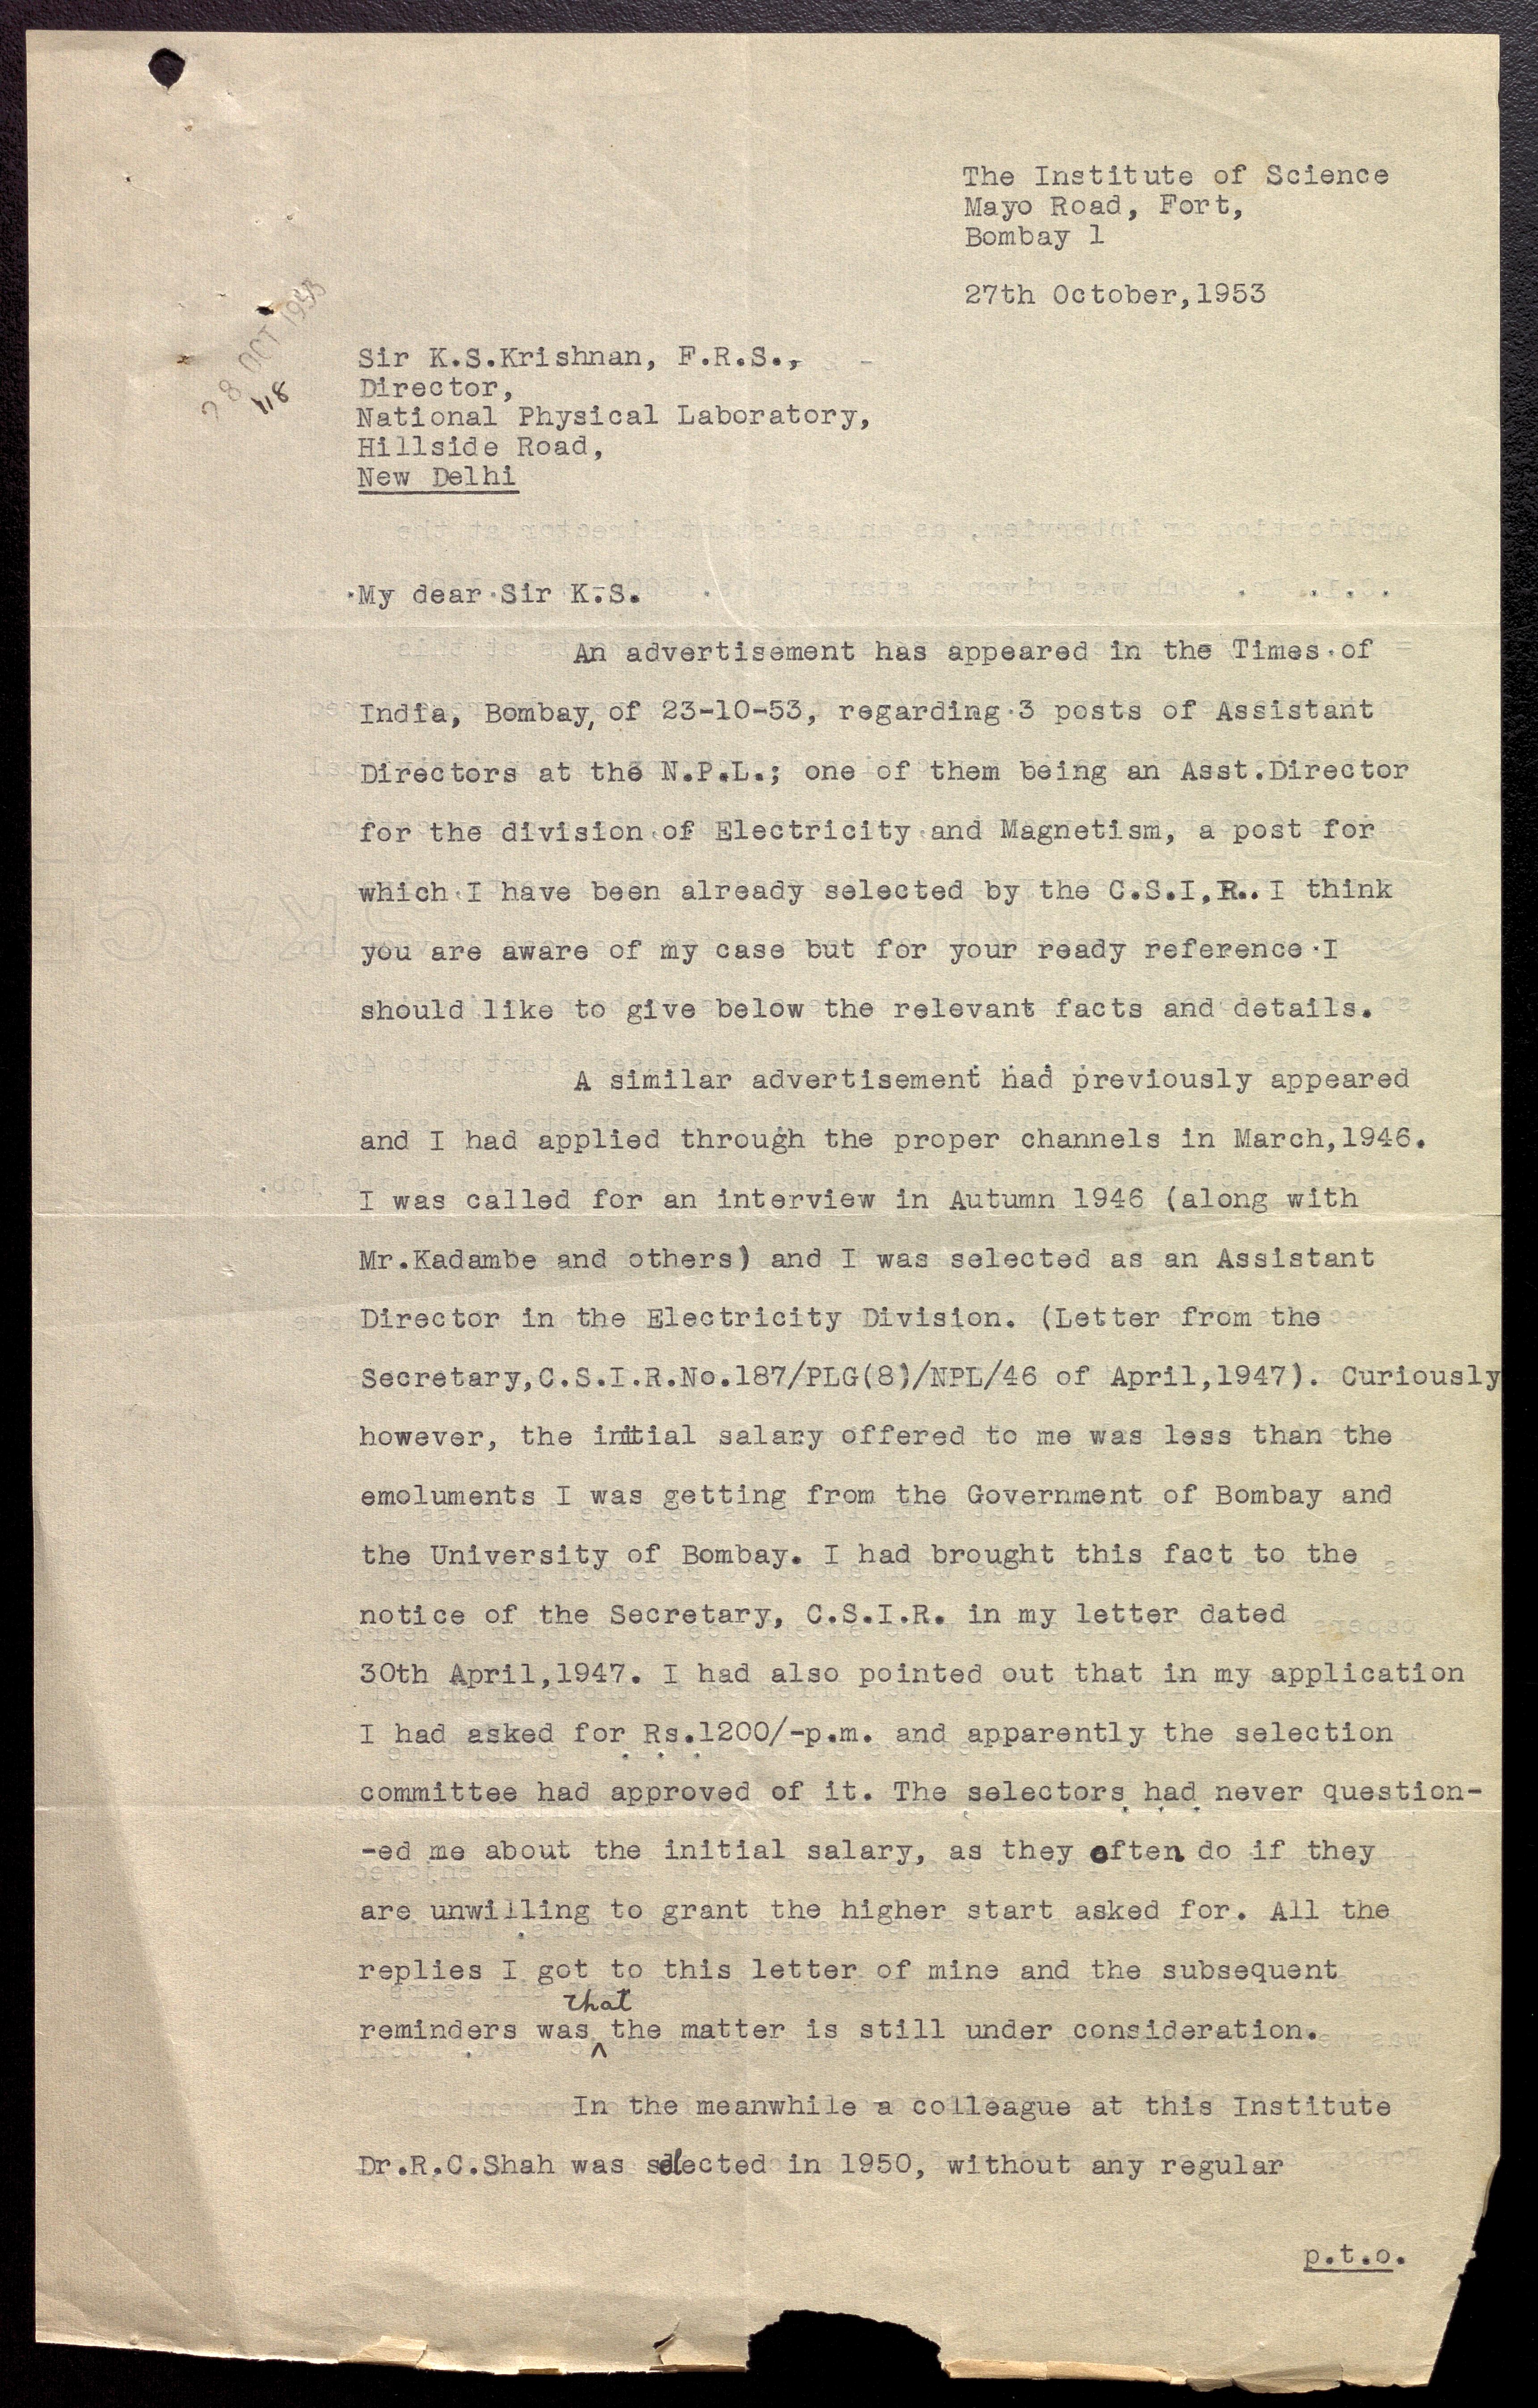 The Institute of Science
Mayo Road, Fort,
Bombay 1
27th October,1953
28 OCT 1953
Sir K.S.Krishnan, F.R.S.,
Director,
National Physical Laboratory,
Hillside Road,
New Delhi
My dear Sir K.S.
An advertisement has appeared in the Times of
India, Bombay, of 23-10-53, regarding 3 posts of Assistant
Directors at the N.P.L.; one of them being an Asst.Director
for the division of Electricity and Magnetism, a post for
which I have been already selected by the C.S.I.R.. I think
you are aware of my case but for your ready reference I
should like to give below the relevant facts and details.
A similar advertisement had previously appeared
and I had applied through the proper channels in March,1946.
I was called for an interview in Autumn 1946 (along with
Mr.Kadambe and others) and I was selected as an Assistant
Director in the Electricity Division. (Letter from the
Secretary,C.S.I.R.No.187/PLG(8)/NPL/46 of April,1947). Curiously
however, the initial salary offered to me was less than the
emoluments I was getting from the Government of Bombay and
the University of Bombay. I had brought this fact to the
notice of the Secretary, C.S.I.R. in my letter dated
30th April,1947. I had also pointed out that in my application
I had asked for Rs.1200/-p.m. and apparently the selection
committee had approved of it. The selectors had never question-
-ed me about the initial salary, as they often do if they
are unwilling to grant the higher start asked for. All the
replies I got to this letter of mine and the subsequent
reminders was that the matter is still under consideration.
In the meanwhile a colleague at this Institute
Dr.R.C.Shah was selected in 1950, without any regular
p.t.o.